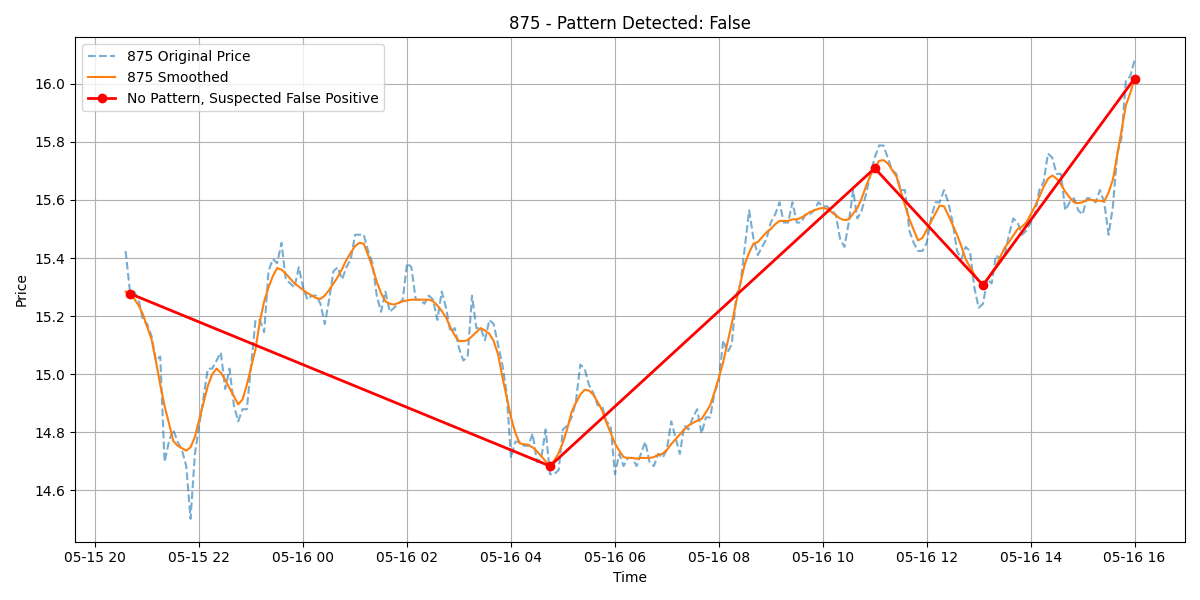 875 - Pattern Detected: False
875 Original Price
875 Smoothed
No Pattern, Suspected False Positive
Price
16.0
15.8
15.6
15.4
15.2
15.0
14.8
14.6
05-15 20 05-15 22 05-16 00 05-16 02 05-16 04 05-16 06 05-16 08 05-16 10 05-16 12 05-16 14 05-16 16
Time